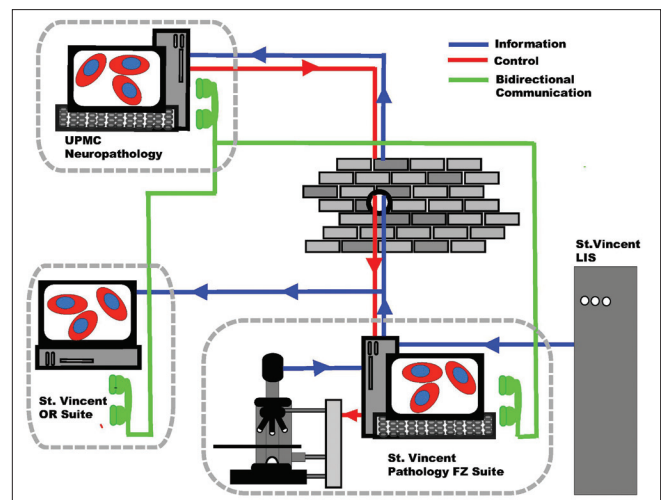 Information
Control
Bidirectional
Communication
UPMC
Neuropathology
St.Vincent
LIS
St. Vincent
OR Suite
St. Vincent
Pathology FZ Suite